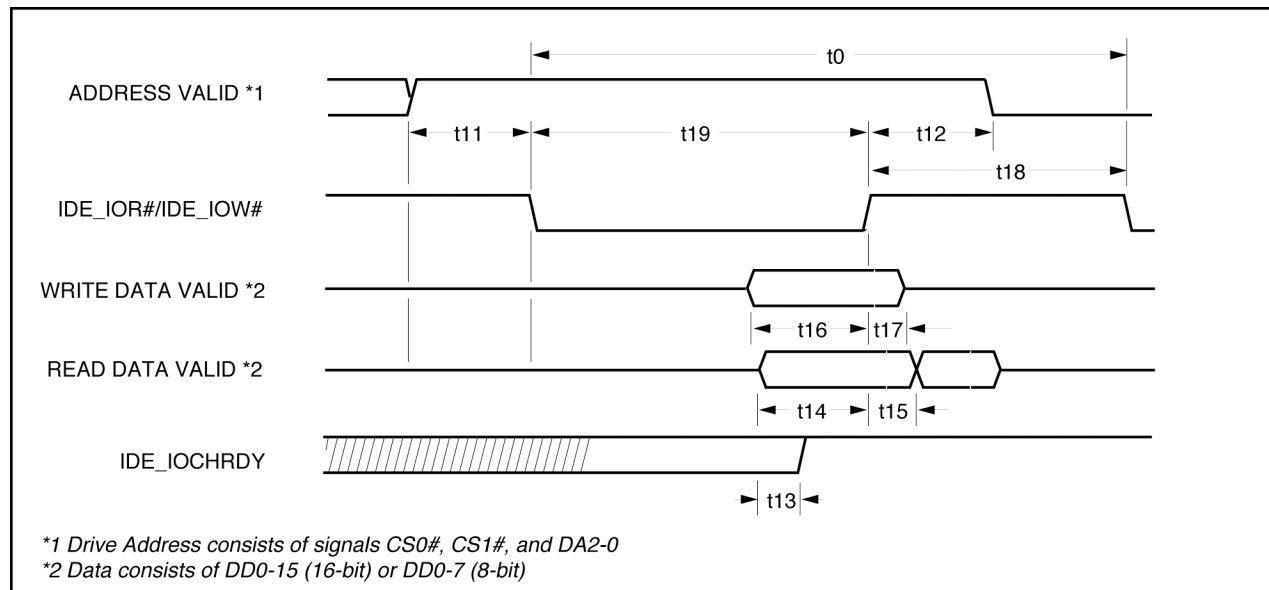 t0
ADDRESS VALID *1
t11 t19 t12
t18
IDE_IOR#/IDE_IOW#
WRITE DATA VALID *2
t16 t17
READ DATA VALID *2
t14 t15
IDE_IOCHRDY
t13
*1 Drive Address consists of signals CS0#, CS1#, and DA2-0
*2 Data consists of DD0-15 (16-bit) or DD0-7 (8-bit)